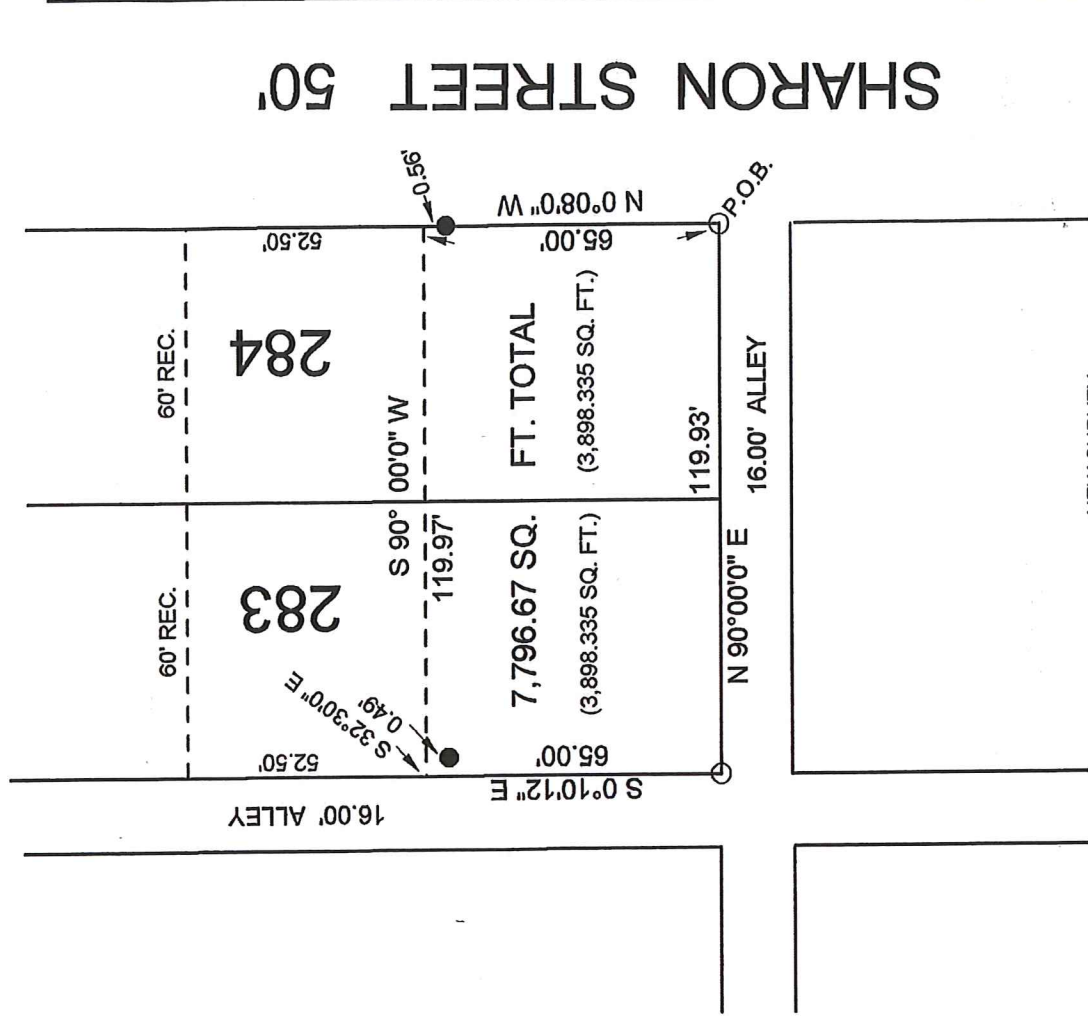 SHARON STREET 50'
0.56'
N 0°08'0" W
65.00'
P.O.B.
52.50'
60' REC.
284
S 90° 00'0" W
119.97'
FT. TOTAL
(3,898.335 SQ. FT.)
119.93'
16.00' ALLEY
60' REC.
283
7,796.67 SQ.
(3,898.335 SQ. FT.)
N 90°00'0" E
S 32°30'0" E
0.49'
52.50'
65.00'
S 0°10'12" E
16.00' ALLEY